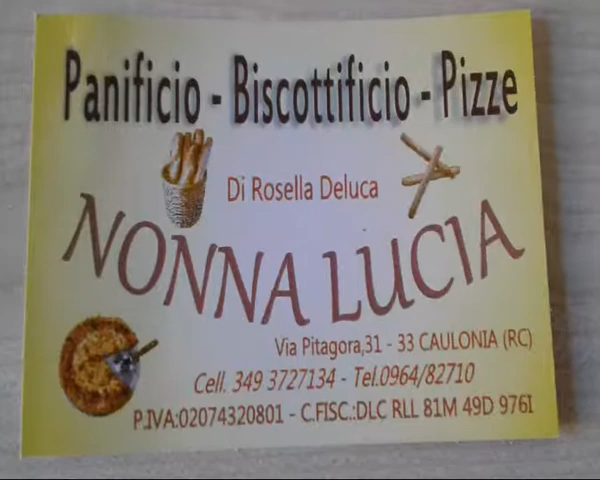 Panificio - Biscottificio - Pizze
Di Rosella Deluca
NONNA LUCIA
Via Pitagora,31 - 33 CAULONIA (RC)
Cell. 349 3727134 - Tel.0964/82710
P.IVA:02074320801 - C.FISC.:DLC RLL 81M 49D 976I